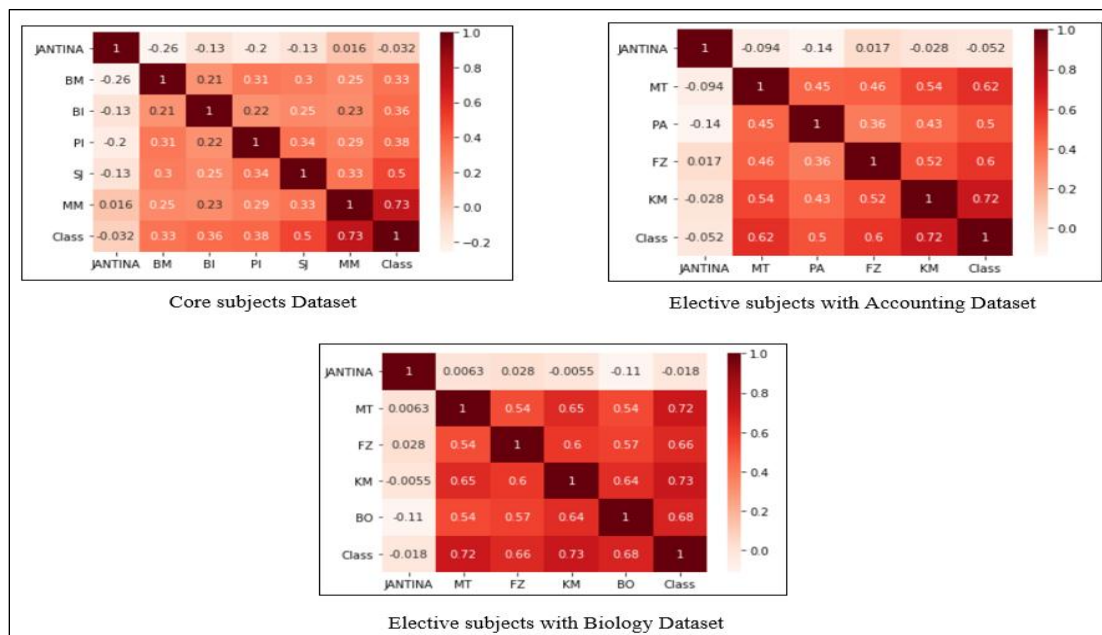 JANTINA 1 -0.26 -0.13 -0.2 -0.13 0.016 -0.032
BM -0.26 1 0.21 0.31 0.3 0.25 0.33
BI -0.13 0.21 1 0.22 0.25 0.23 0.36
PI -0.2 0.31 0.22 1 0.34 0.29 0.38
SJ -0.13 0.3 0.25 0.34 1 0.33 0.5
MM 0.016 0.25 0.23 0.29 0.33 1 0.73
Class -0.032 0.33 0.36 0.38 0.5 0.73 1
JANTINA BM BI PI SJ MM Class
1.0
0.8
0.6
0.4
0.2
0.0
−0.2
Core subjects Dataset
JANTINA 1 -0.094 -0.14 0.017 -0.028 -0.052
MT -0.094 1 0.45 0.46 0.54 0.62
PA -0.14 0.45 1 0.36 0.43 0.5
FZ 0.017 0.46 0.36 1 0.52 0.6
KM -0.028 0.54 0.43 0.52 1 0.72
Class -0.052 0.62 0.5 0.6 0.72 1
JANTINA MT PA FZ KM Class
1.0
0.8
0.6
0.4
0.2
0.0
Elective subjects with Accounting Dataset
JANTINA 1 0.0063 0.028 -0.0055 -0.11 -0.018
MT 0.0063 1 0.54 0.65 0.54 0.72
FZ 0.028 0.54 1 0.6 0.57 0.66
KM -0.0055 0.65 0.6 1 0.64 0.73
BO -0.11 0.54 0.57 0.64 1 0.68
Class -0.018 0.72 0.66 0.73 0.68 1
JANTINA MT FZ KM BO Class
1.0
0.8
0.6
0.4
0.2
0.0
Elective subjects with Biology Dataset